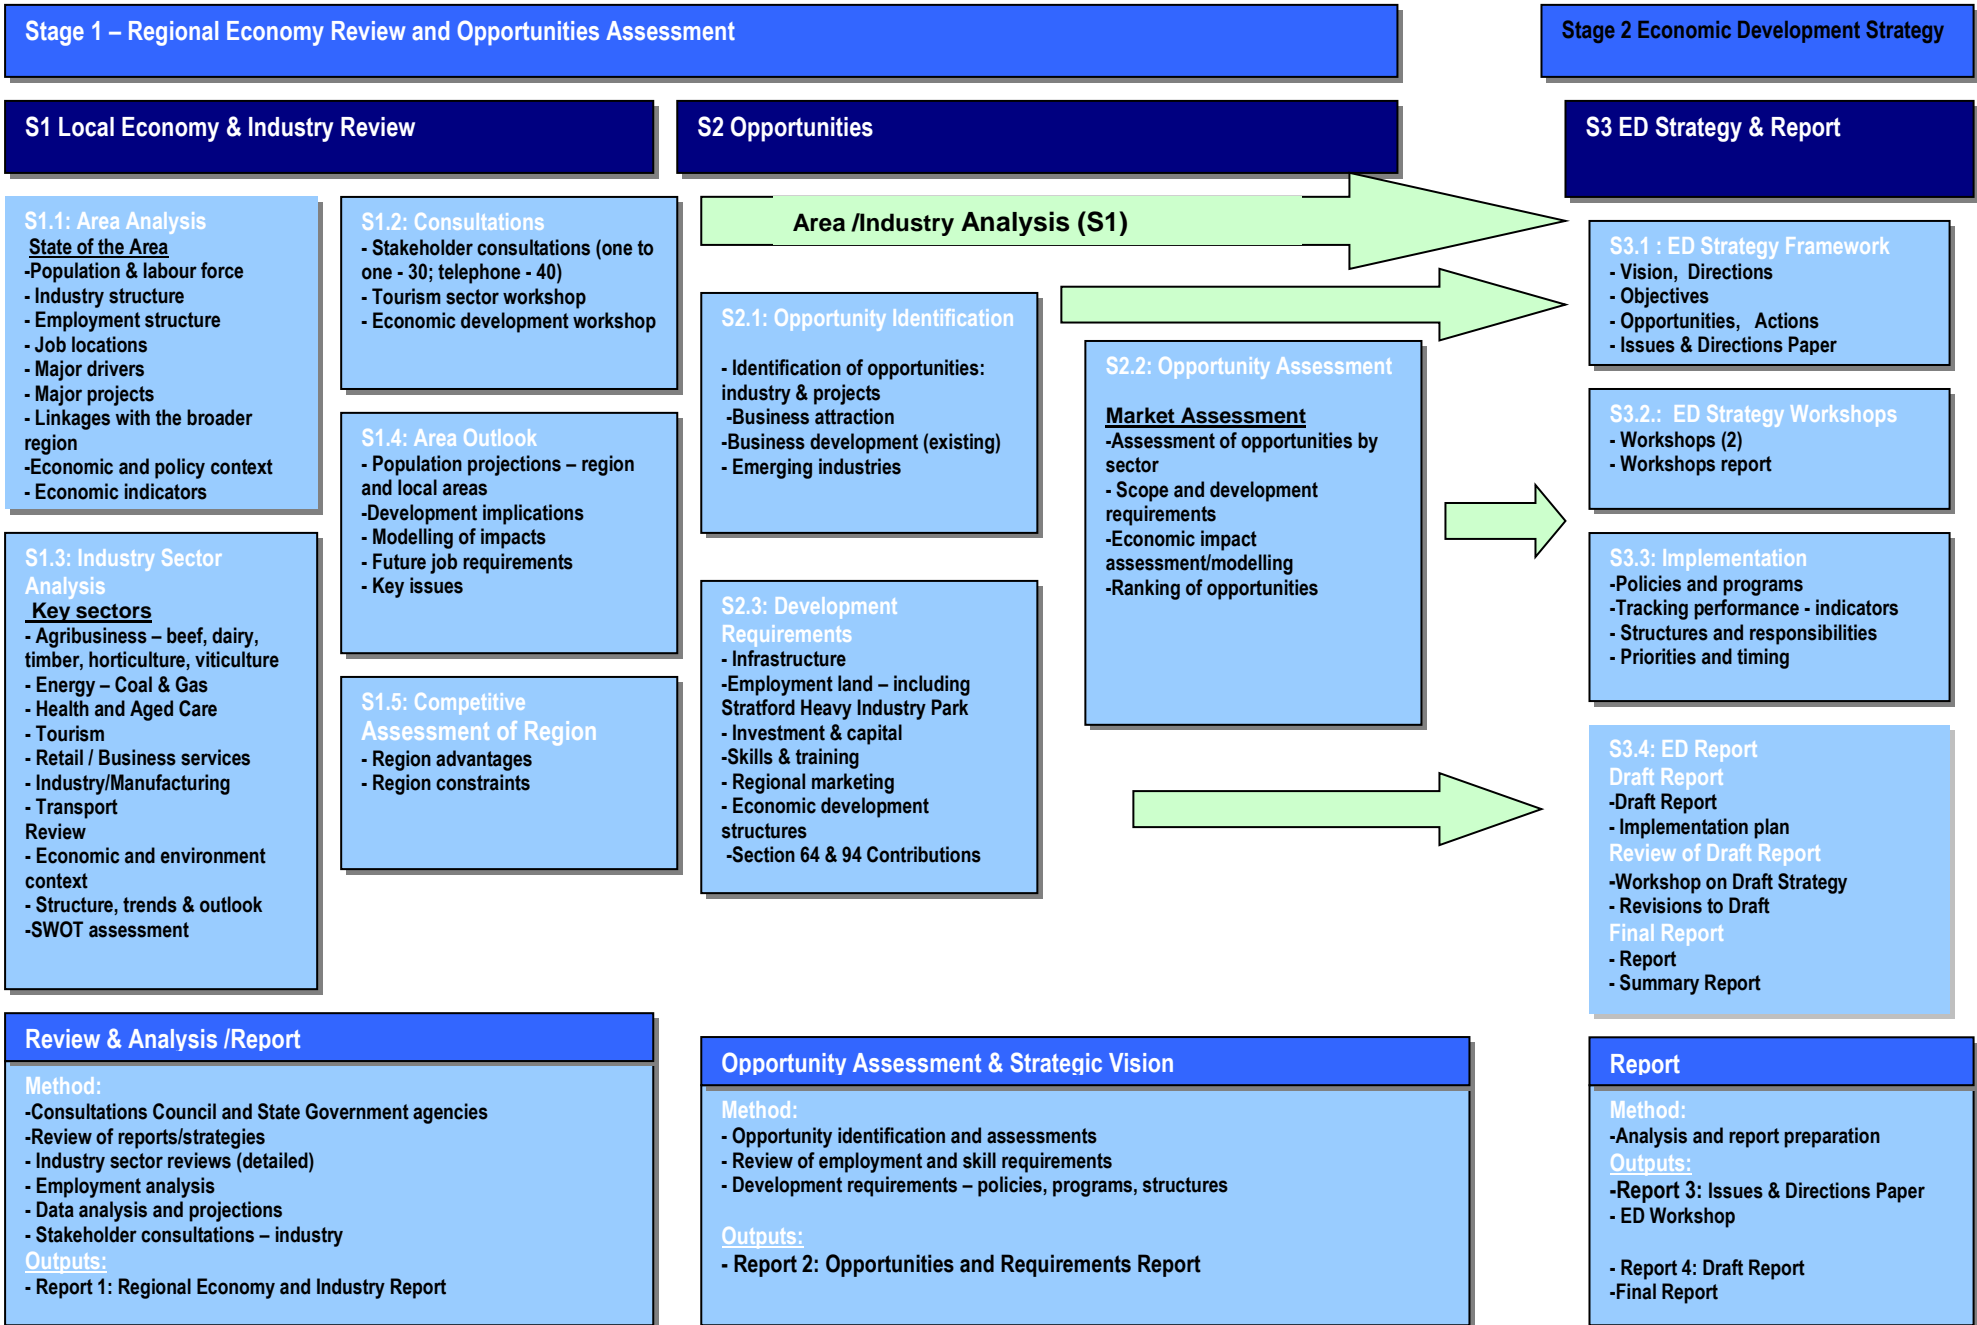 Stage 1 – Regional Economy Review and Opportunities Assessment
Stage 2 Economic Development Strategy
S1 Local Economy & Industry Review
S2 Opportunities
S3 ED Strategy & Report
S1.1: Area Analysis
State of the Area
-Population & labour force
- Industry structure
- Employment structure
- Job locations
- Major drivers
- Major projects
- Linkages with the broader
region
-Economic and policy context
- Economic indicators
S1.2: Consultations
- Stakeholder consultations (one to
one - 30; telephone - 40)
- Tourism sector workshop
- Economic development workshop
S1.3: Industry Sector
Analysis
Key sectors
- Agribusiness – beef, dairy,
timber, horticulture, viticulture
- Energy – Coal & Gas
- Health and Aged Care
- Tourism
- Retail / Business services
- Industry/Manufacturing
- Transport
Review
- Economic and environment
context
- Structure, trends & outlook
-SWOT assessment
S1.4: Area Outlook
- Population projections – region
and local areas
-Development implications
- Modelling of impacts
- Future job requirements
- Key issues
S1.5: Competitive
Assessment of Region
- Region advantages
- Region constraints
Area /Industry Analysis (S1)
S2.1: Opportunity Identification
- Identification of opportunities:
industry & projects
-Business attraction
-Business development (existing)
- Emerging industries
S2.2: Opportunity Assessment
Market Assessment
-Assessment of opportunities by
sector
- Scope and development
requirements
-Economic impact
assessment/modelling
-Ranking of opportunities
S2.3: Development
Requirements
- Infrastructure
-Employment land – including
Stratford Heavy Industry Park
- Investment & capital
-Skills & training
- Regional marketing
- Economic development
structures
-Section 64 & 94 Contributions
S3.1 : ED Strategy Framework
- Vision, Directions
- Objectives
- Opportunities, Actions
- Issues & Directions Paper
S3.2.: ED Strategy Workshops
- Workshops (2)
- Workshops report
S3.3: Implementation
-Policies and programs
-Tracking performance - indicators
- Structures and responsibilities
- Priorities and timing
S3.4: ED Report
Draft Report
-Draft Report
- Implementation plan
Review of Draft Report
-Workshop on Draft Strategy
- Revisions to Draft
Final Report
- Report
- Summary Report
Review & Analysis /Report
Method:
-Consultations Council and State Government agencies
-Review of reports/strategies
- Industry sector reviews (detailed)
- Employment analysis
- Data analysis and projections
- Stakeholder consultations – industry
Outputs:
- Report 1: Regional Economy and Industry Report
Opportunity Assessment & Strategic Vision
Method:
- Opportunity identification and assessments
- Review of employment and skill requirements
- Development requirements – policies, programs, structures
Outputs:
- Report 2: Opportunities and Requirements Report
Report
Method:
-Analysis and report preparation
Outputs:
-Report 3: Issues & Directions Paper
- ED Workshop
- Report 4: Draft Report
-Final Report